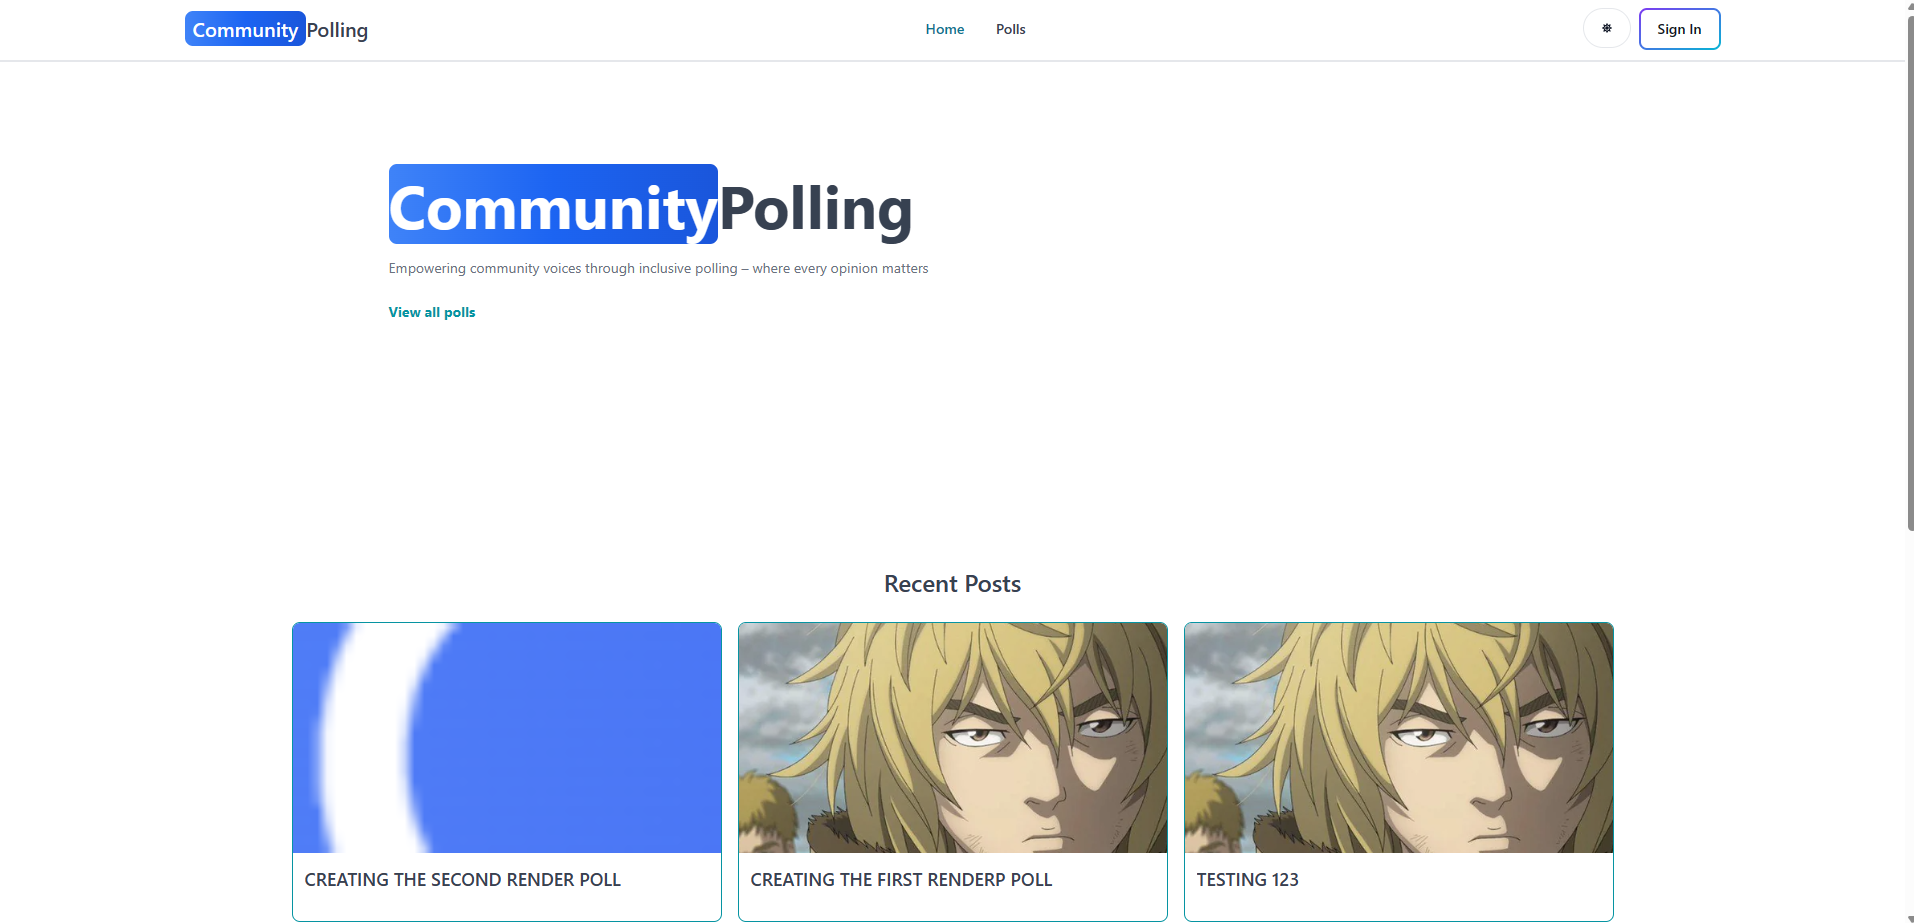 CommunityPolling
Home
Polls
Sign In
CommunityPolling
Empowering community voices through inclusive polling – where every opinion matters
View all polls
Recent Posts
CREATING THE SECOND RENDER POLL
CREATING THE FIRST RENDERP POLL
TESTING 123